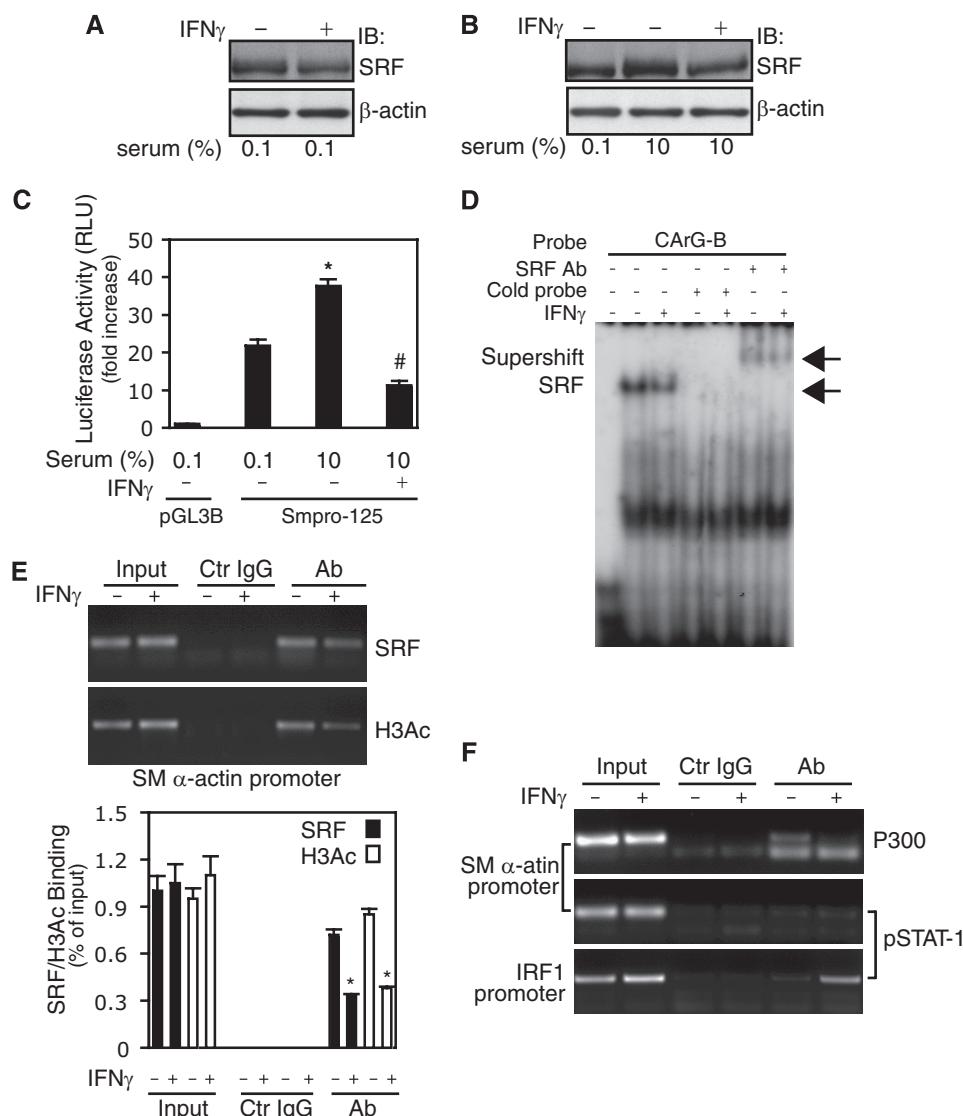 A
IFNγ – + IB:
SRF
β-actin
serum (%) 0.1 0.1
B
IFNγ – – + IB:
SRF
β-actin
serum (%) 0.1 10 10
C
Luciferase Activity (RLU)
(fold increase)
50
40
30
20
10
0
*
#
Serum (%) 0.1 0.1 10 10
IFNγ – – – +
pGL3B Smpro-125
D
Probe CArG-B
SRF Ab – – – – – + +
Cold probe – – – + + – –
IFNγ – – + – + – +
Supershift
SRF
E
Input Ctr IgG Ab
IFNγ – + – + – +
SRF
H3Ac
SM α-actin promoter
SRF/H3Ac Binding
(% of input)
1.5
1.2
0.9
0.6
0.3
0
SRF
H3Ac
* *
IFNγ – + – + – + – + – + – +
Input Ctr IgG Ab
F
Input Ctr IgG Ab
IFNγ – + – + – +
P300
SM α-atin
promoter
pSTAT-1
IRF1
promoter